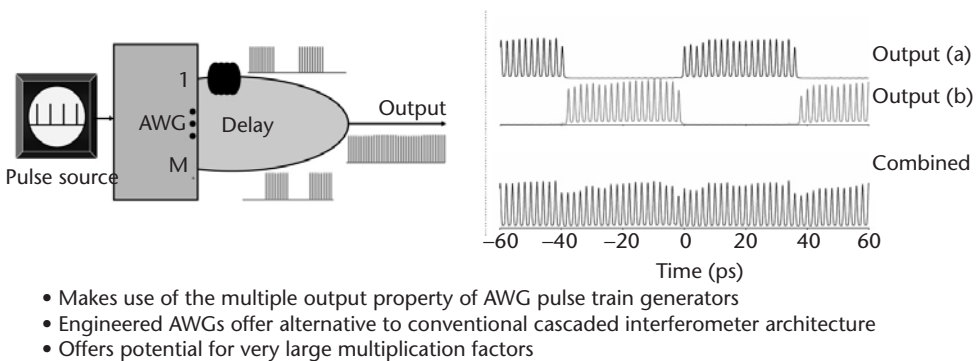 1
AWG
M
Delay
Output
Pulse source
Output (a)
Output (b)
Combined
−60 −40 −20 0 20 40 60
Time (ps)
• Makes use of the multiple output property of AWG pulse train generators
• Engineered AWGs offer alternative to conventional cascaded interferometer architecture
• Offers potential for very large multiplication factors